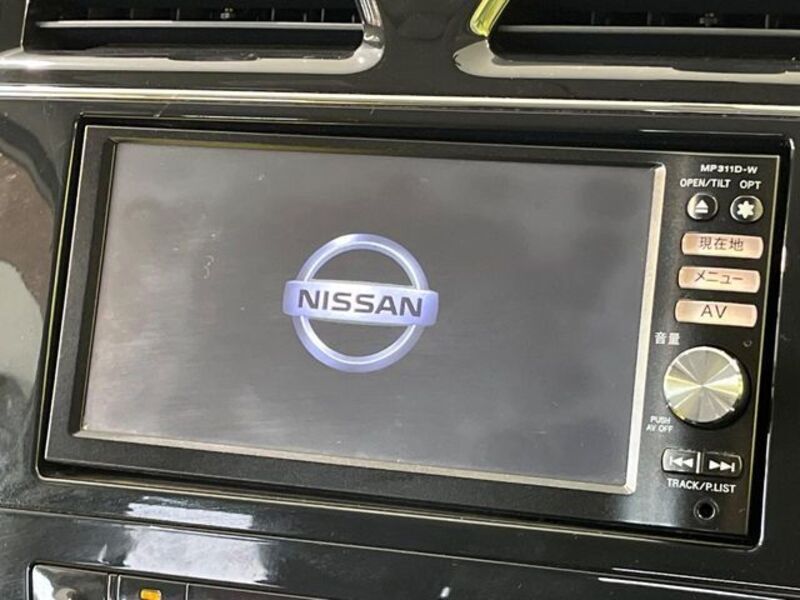 MP311D-W
OPEN/TILT OPT
現在地
メニュー
AV
NISSAN
音量
PUSH
AV OFF
TRACK/P.LIST